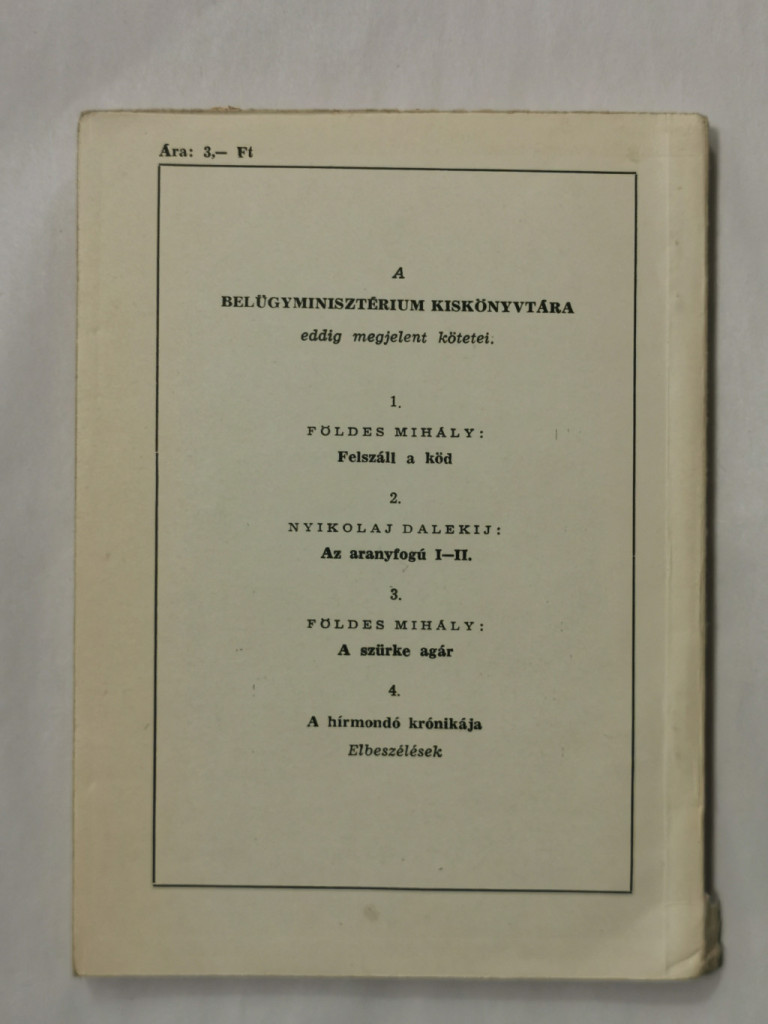 Ára: 3,— Ft
A
BELÜGYMINISZTÉRIUM KISKÖNYVTÁRA
eddig megjelent kötetei.
1.
FÖLDES MIHÁLY:
Felszáll a köd
2.
NYIKOLAJ DALEKIJ:
Az aranyfogú I—II.
3.
FÖLDES MIHÁLY:
A szürke agár
4.
A hírmondó krónikája
Elbeszélések